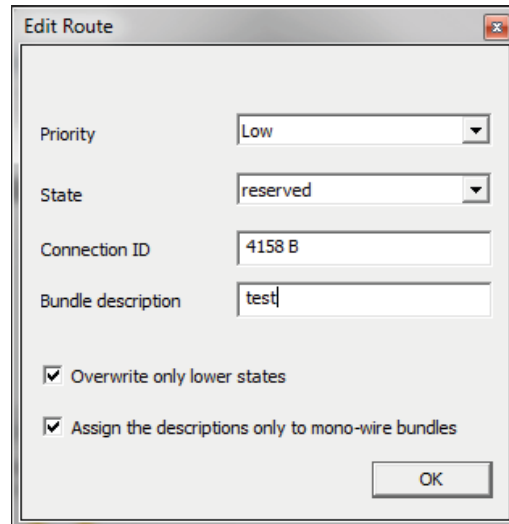 Edit Route
Priority Low
State reserved
Connection ID 4158 B
Bundle description test
Overwrite only lower states
Assign the descriptions only to mono-wire bundles
OK